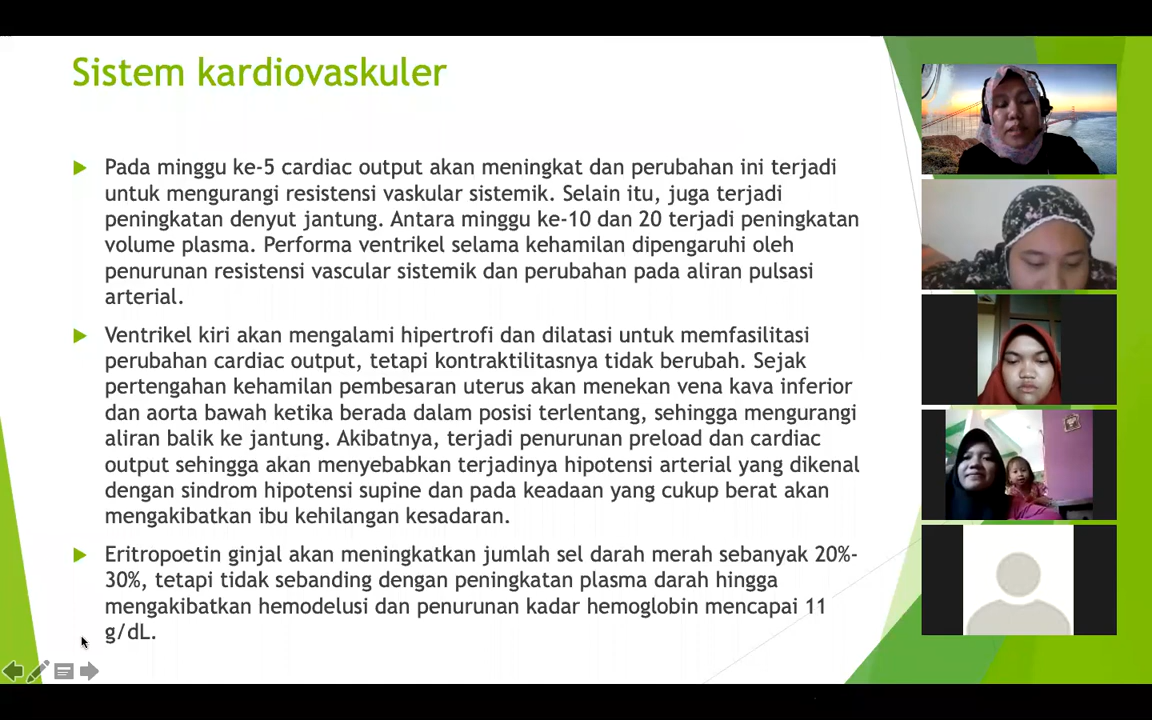 Sistem kardiovaskuler
Pada minggu ke-5 cardiac output akan meningkat dan perubahan ini terjadi
untuk mengurangi resistensi vaskular sistemik. Selain itu, juga terjadi
peningkatan denyut jantung. Antara minggu ke-10 dan 20 terjadi peningkatan
volume plasma. Performa ventrikel selama kehamilan dipengaruhi oleh
penurunan resistensi vascular sistemik dan perubahan pada aliran pulsasi
arterial.
Ventrikel kiri akan mengalami hipertrofi dan dilatasi untuk memfasilitasi
perubahan cardiac output, tetapi kontraktilitasnya tidak berubah. Sejak
pertengahan kehamilan pembesaran uterus akan menekan vena kava inferior
dan aorta bawah ketika berada dalam posisi terlentang, sehingga mengurangi
aliran balik ke jantung. Akibatnya, terjadi penurunan preload dan cardiac
output sehingga akan menyebabkan terjadinya hipotensi arterial yang dikenal
dengan sindrom hipotensi supine dan pada keadaan yang cukup berat akan
mengakibatkan ibu kehilangan kesadaran.
Eritropoetin ginjal akan meningkatkan jumlah sel darah merah sebanyak 20%-
30%, tetapi tidak sebanding dengan peningkatan plasma darah hingga
mengakibatkan hemodelusi dan penurunan kadar hemoglobin mencapai 11
g/dL.